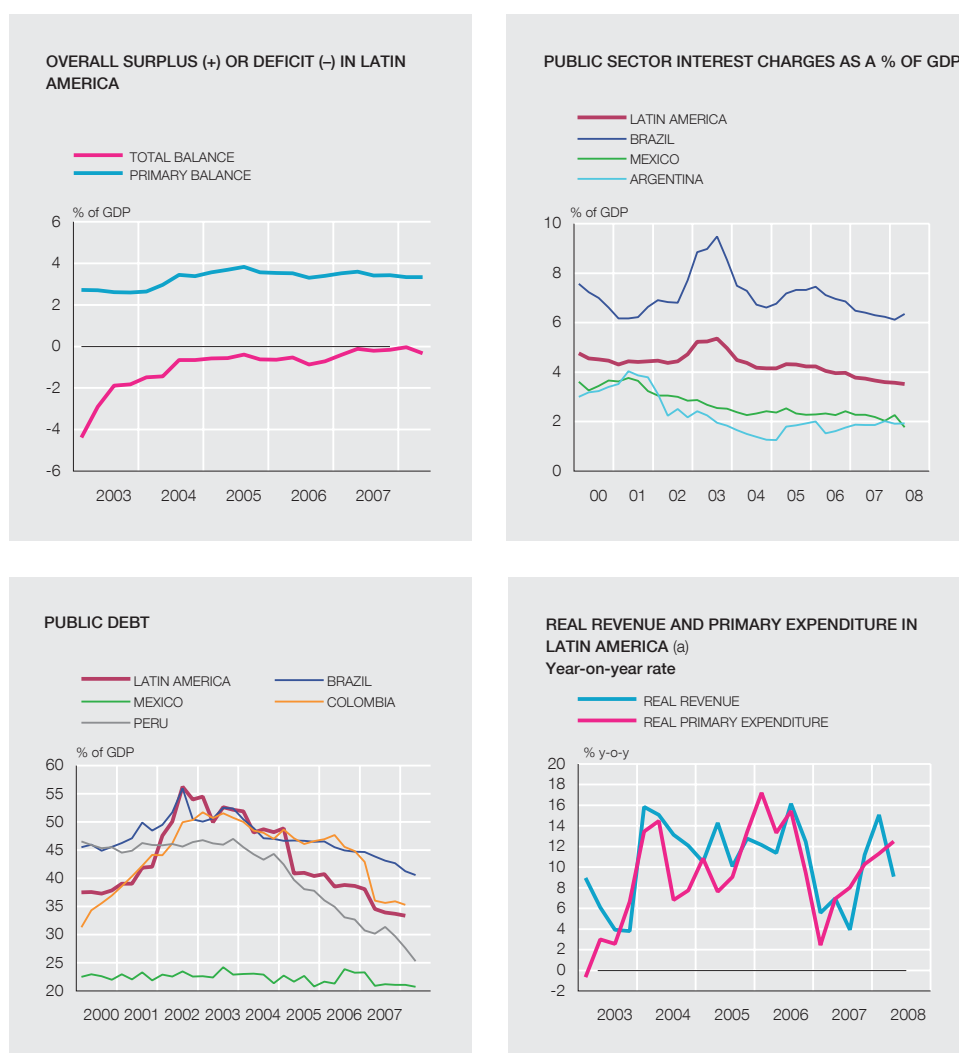 OVERALL SURPLUS (+) OR DEFICIT (–) IN LATIN
AMERICA
TOTAL BALANCE
PRIMARY BALANCE
% of GDP
6
4
2
0
-2
-4
-6
2003 2004 2005 2006 2007
PUBLIC SECTOR INTEREST CHARGES AS A % OF GDP
LATIN AMERICA
BRAZIL
MEXICO
ARGENTINA
% of GDP
10
8
6
4
2
0
00 01 02 03 04 05 06 07 08
PUBLIC DEBT
LATIN AMERICA BRAZIL
MEXICO COLOMBIA
PERU
% of GDP
60
55
50
45
40
35
30
25
20
2000 2001 2002 2003 2004 2005 2006 2007
REAL REVENUE AND PRIMARY EXPENDITURE IN
LATIN AMERICA (a)
Year-on-year rate
REAL REVENUE
REAL PRIMARY EXPENDITURE
% y-o-y
20
18
16
14
12
10
8
6
4
2
0
-2
2003 2004 2005 2006 2007 2008